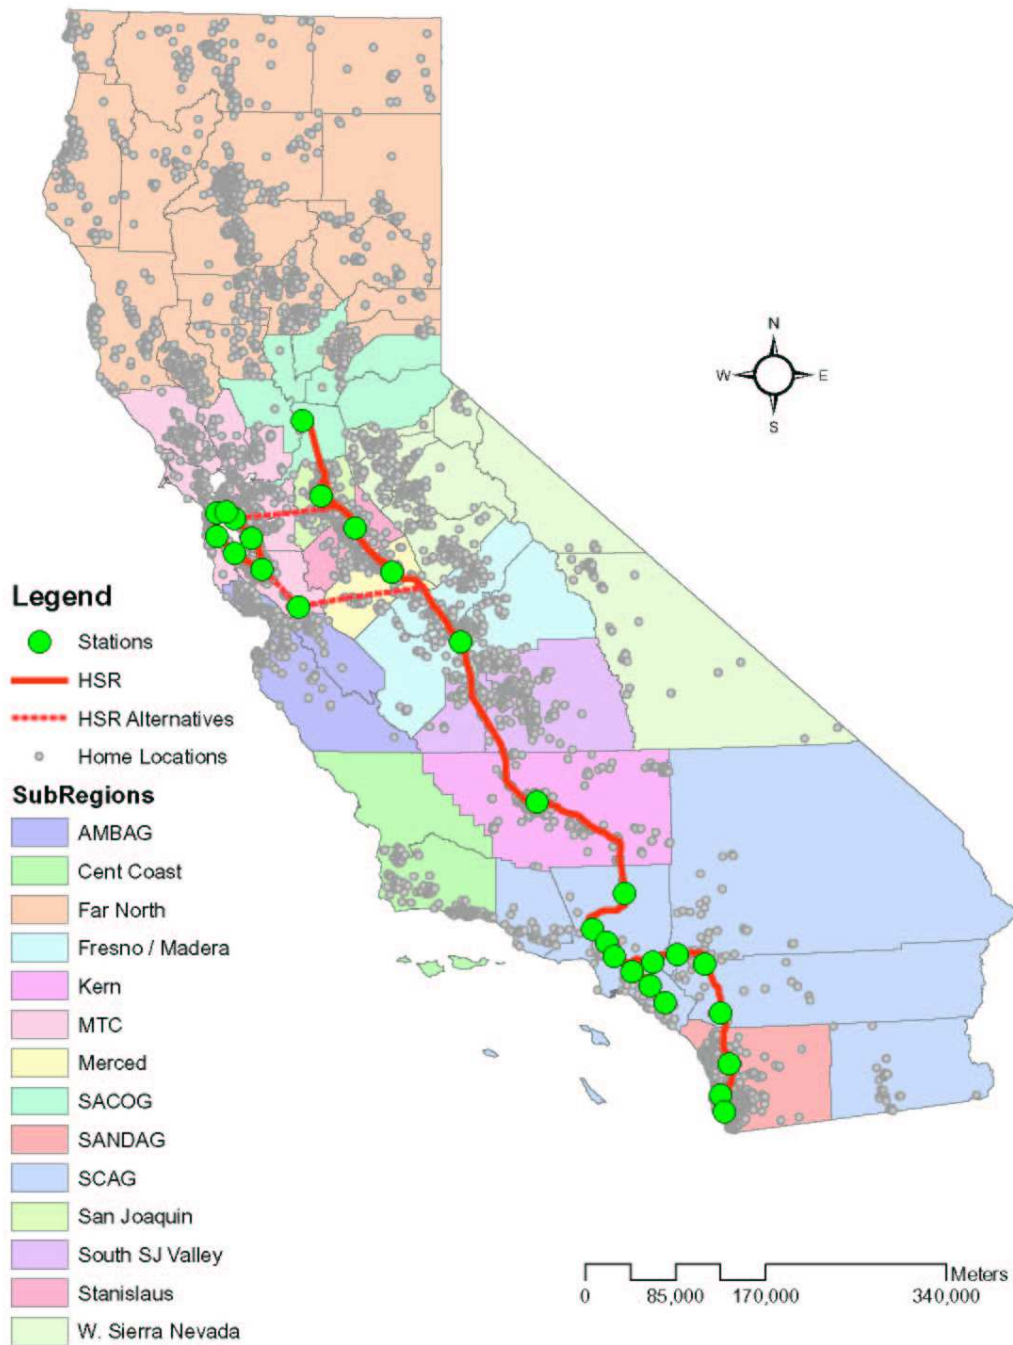 N
W E
S
Legend
Stations
HSR
HSR Alternatives
Home Locations
SubRegions
AMBAG
Cent Coast
Far North
Fresno / Madera
Kern
MTC
Merced
SACOG
SANDAG
SCAG
San Joaquin
South SJ Valley
Stanislaus
W. Sierra Nevada
Meters
0 85,000 170,000 340,000